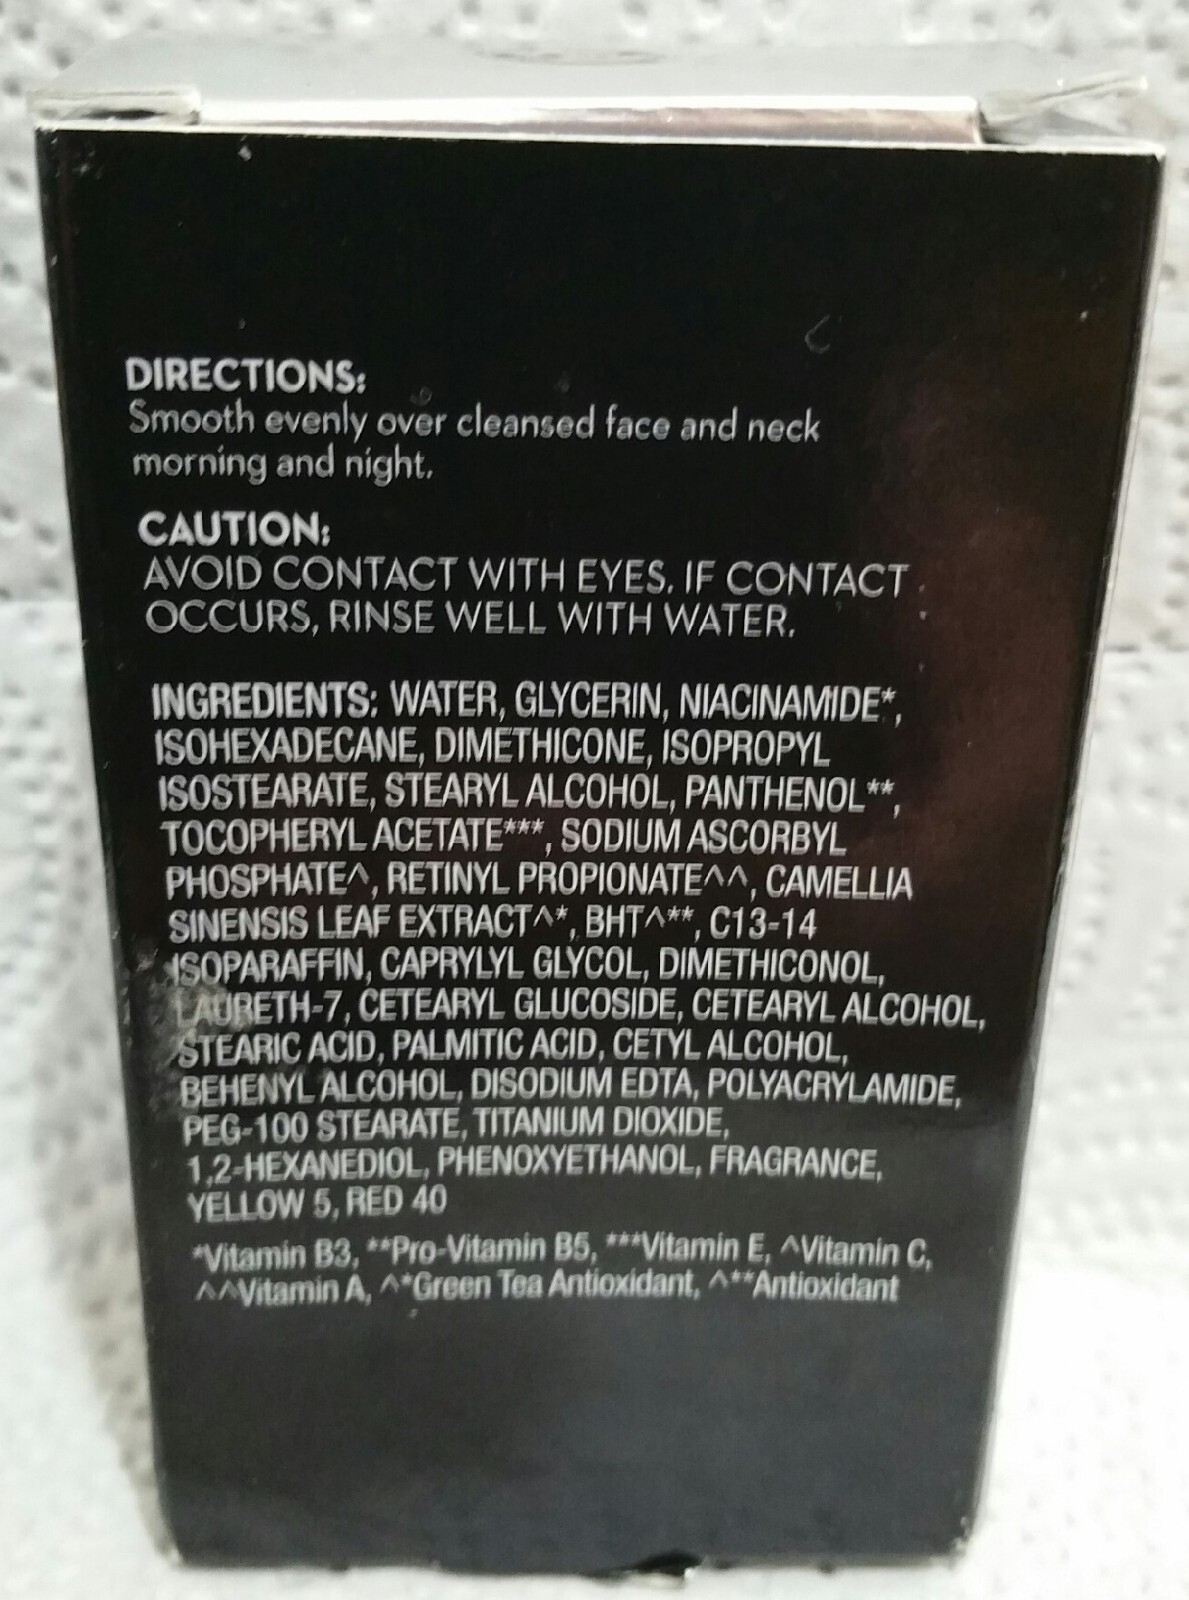 DIRECTIONS:
Smooth evenly over cleansed face and neck
morning and night.
CAUTION:
AVOID CONTACT WITH EYES. IF CONTACT
OCCURS, RINSE WELL WITH WATER.
INGREDIENTS: WATER, GLYCERIN, NIACINAMIDE*,
ISOHEXADECANE, DIMETHICONE, ISOPROPYL
ISOSTEARATE, STEARYL ALCOHOL, PANTHENOL**,
TOCOPHERYL ACETATE***, SODIUM ASCORBYL
PHOSPHATE^, RETINYL PROPIONATE^^, CAMELLIA
SINENSIS LEAF EXTRACT^*, BHT^**, C13-14
ISOPARAFFIN, CAPRYLYL GLYCOL, DIMETHICONOL,
LAURETH-7, CETEARYL GLUCOSIDE, CETEARYL ALCOHOL,
STEARIC ACID, PALMITIC ACID, CETYL ALCOHOL,
BEHENYL ALCOHOL, DISODIUM EDTA, POLYACRYLAMIDE,
PEG-100 STEARATE, TITANIUM DIOXIDE,
1,2-HEXANEDIOL, PHENOXYETHANOL, FRAGRANCE,
YELLOW 5, RED 40
*Vitamin B3, **Pro-Vitamin B5, ***Vitamin E, ^Vitamin C,
^^Vitamin A, ^*Green Tea Antioxidant, ^**Antioxidant